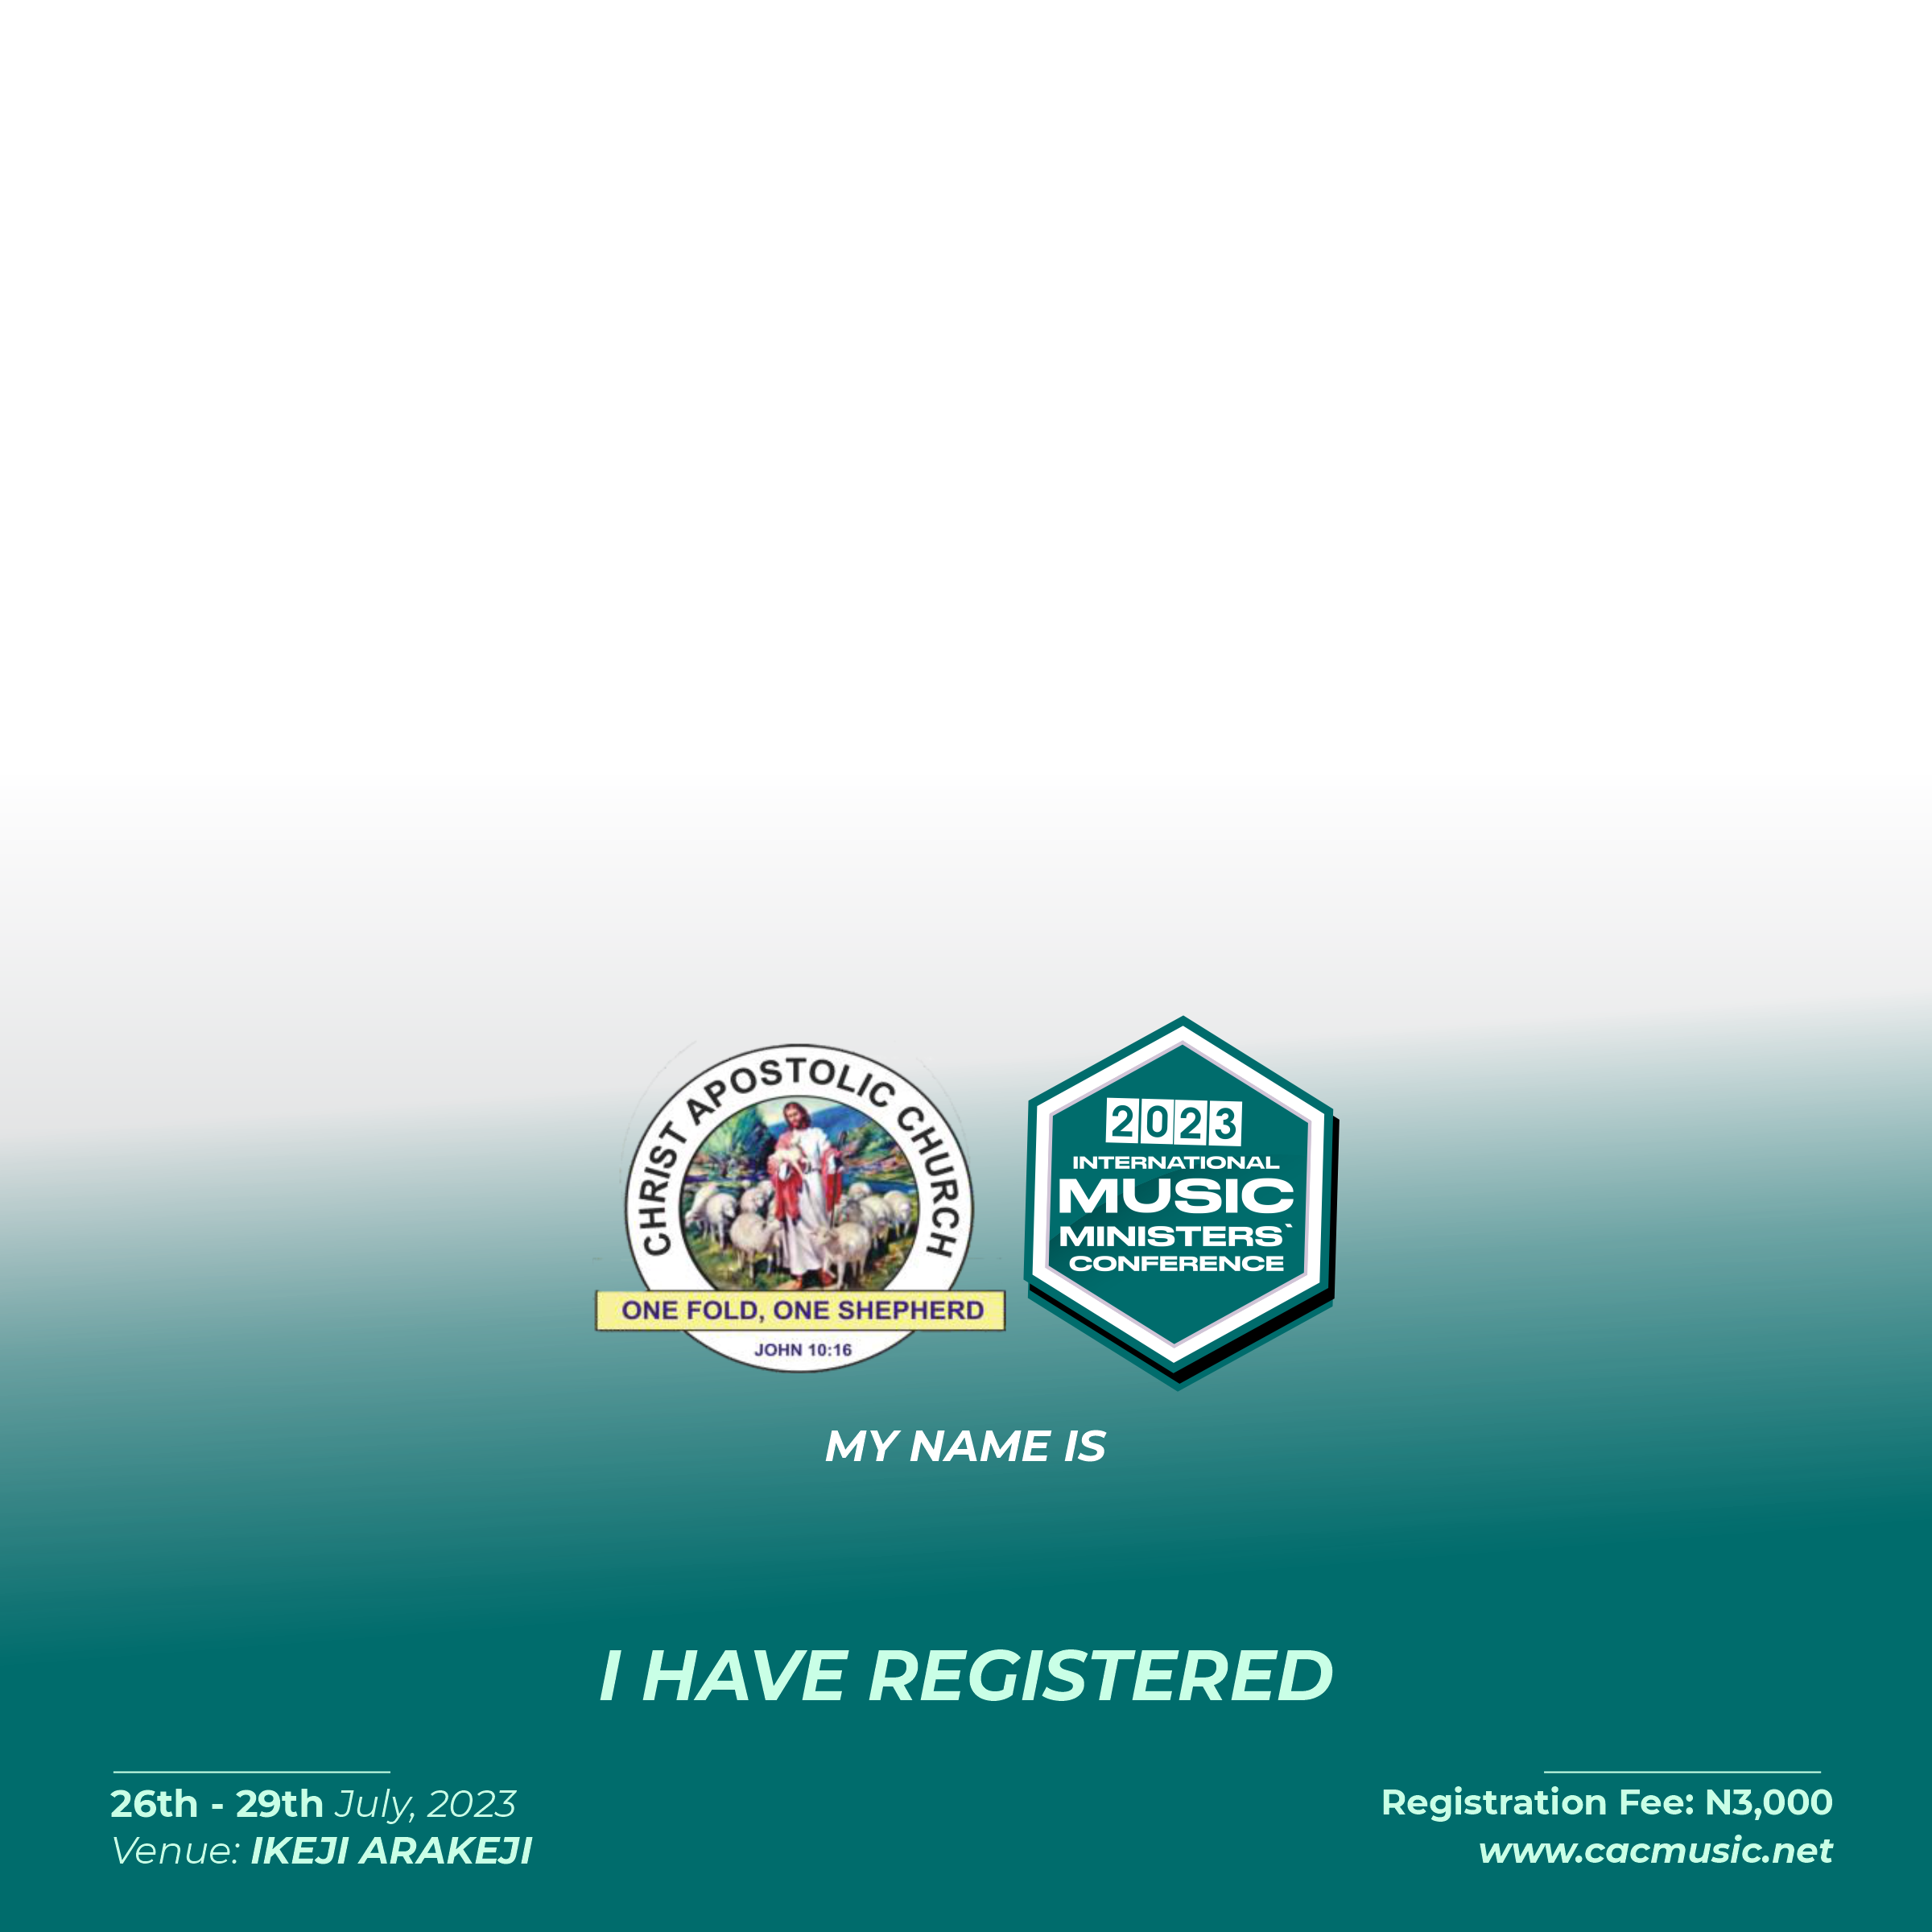 CHRIST APOSTOLIC CHURCH
ONE FOLD, ONE SHEPHERD
JOHN 10:16
2023
INTERNATIONAL
MUSIC
MINISTERS`
CONFERENCE
MY NAME IS
I HAVE REGISTERED
26th - 29th July, 2023
Venue: IKEJI ARAKEJI
Registration Fee: N3,000
www.cacmusic.net